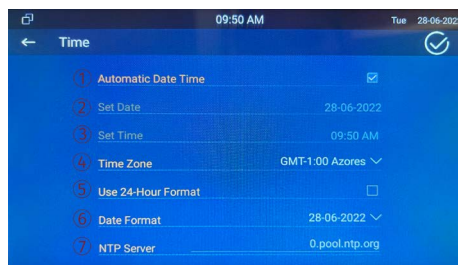 09:50 AM Tue 28-06-202
Time
① Automatic Date Time
② Set Date 28-06-2022
③ Set Time 09:50 AM
④ Time Zone GMT-1:00 Azores
⑤ Use 24-Hour Format
⑥ Date Format 28-06-2022
⑦ NTP Server 0.pool.ntp.org